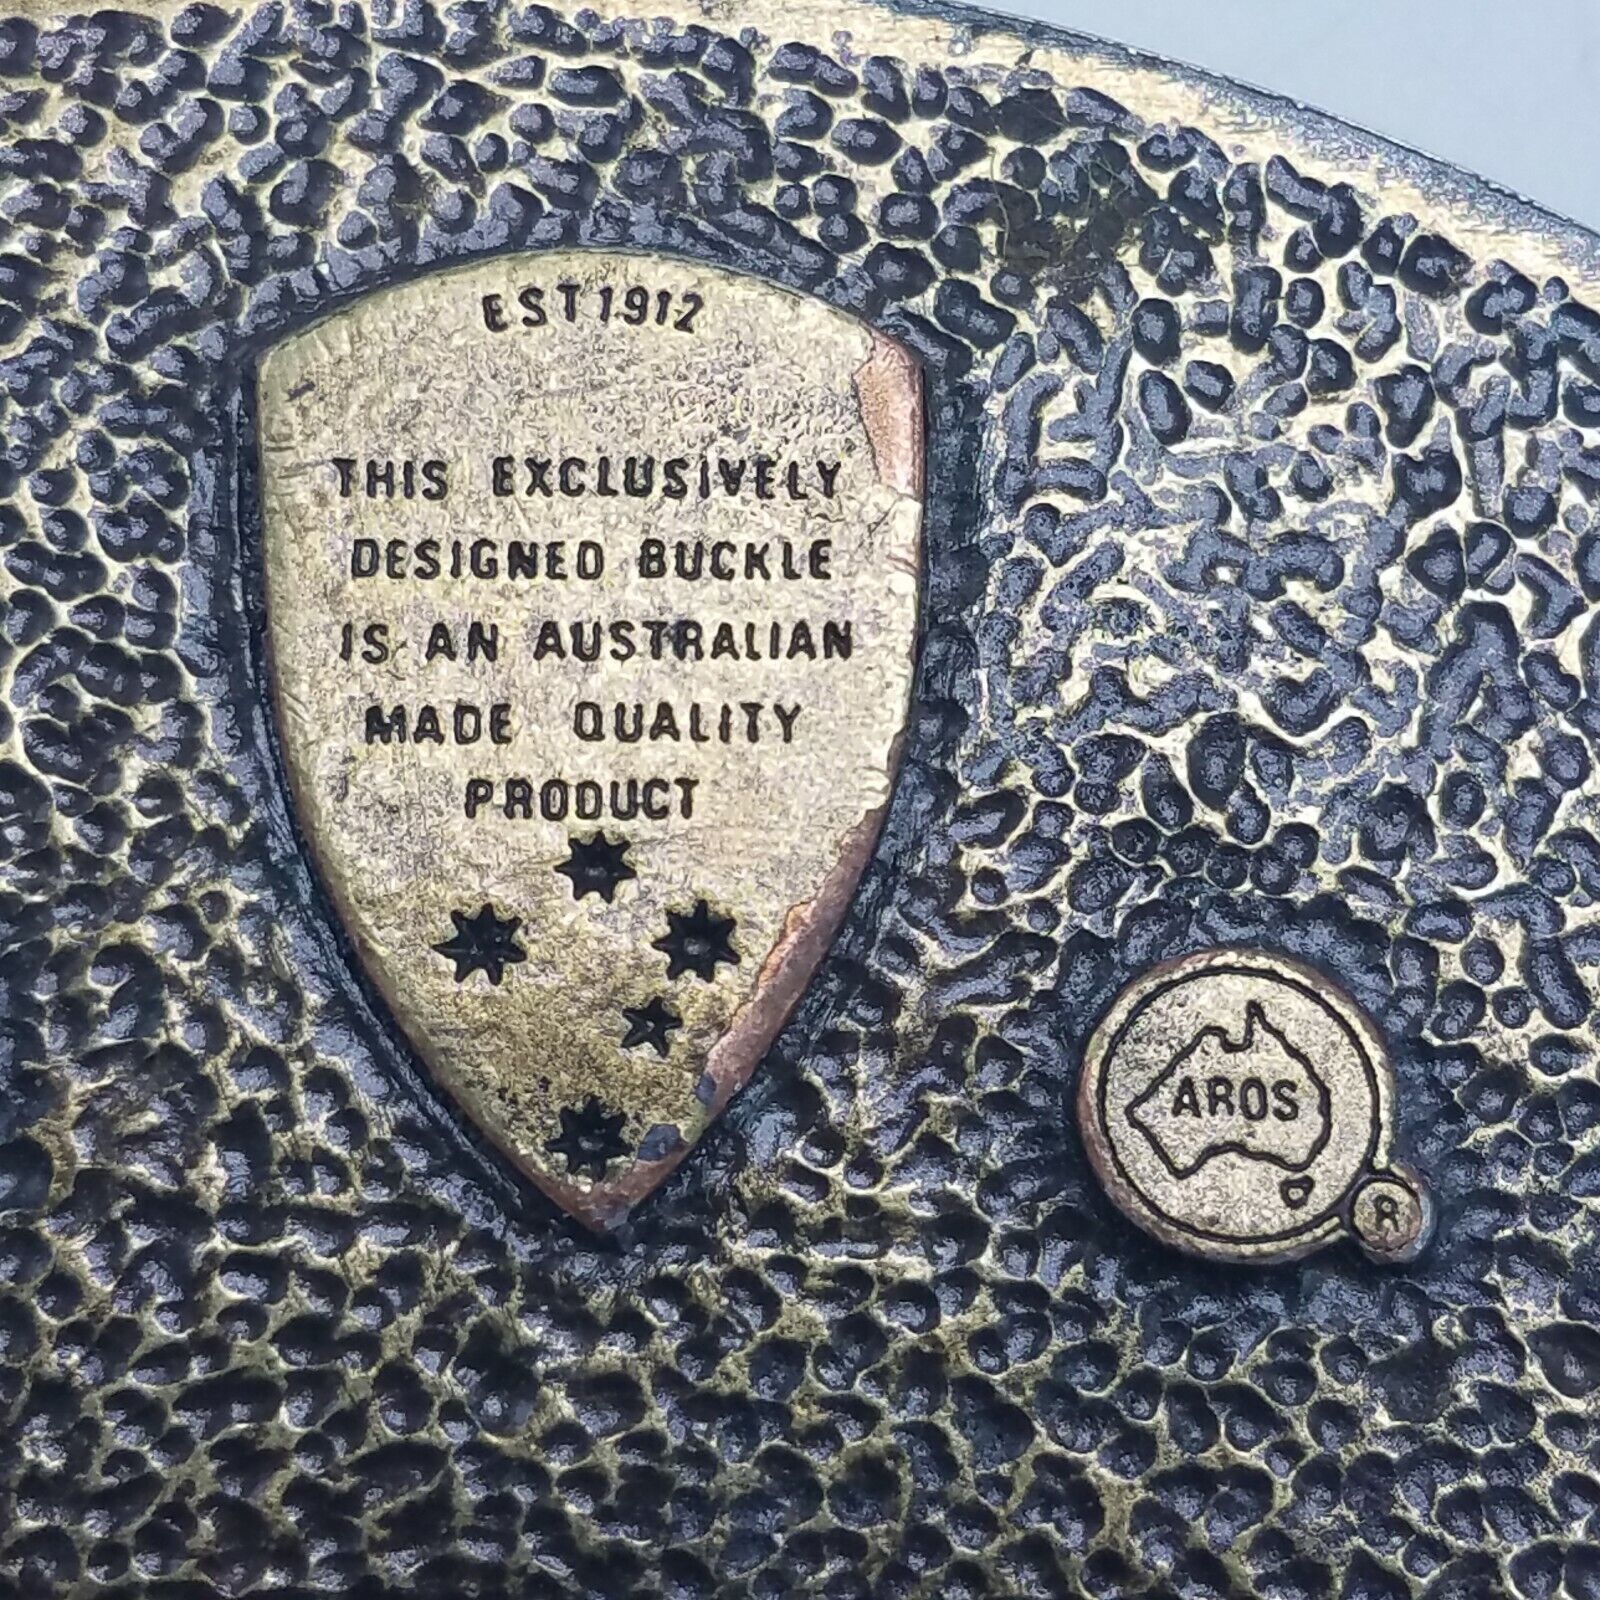 EST 1912
THIS EXCLUSIVELY
DESIGNED BUCKLE
IS AN AUSTRALIAN
MADE QUALITY
PRODUCT
AROS
R